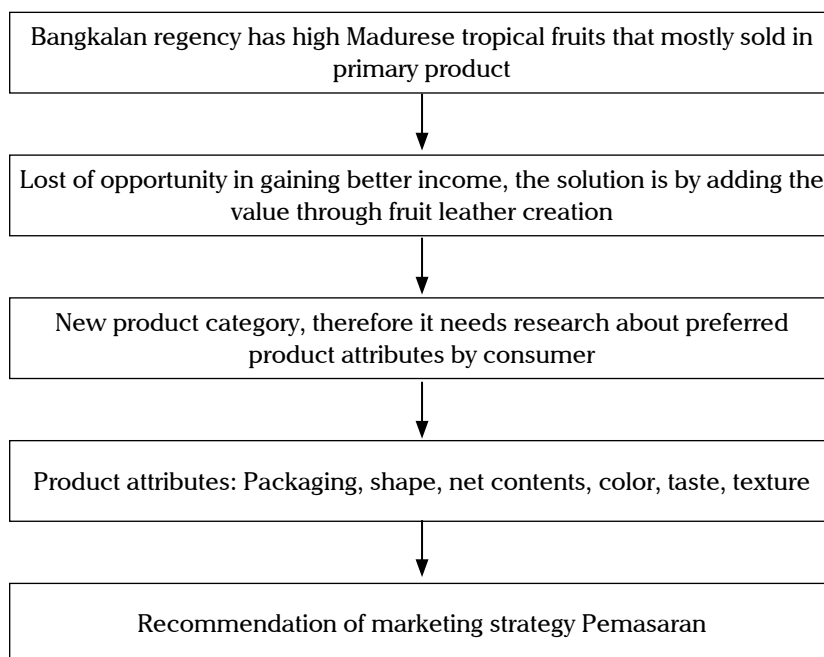 Bangkalan regency has high Madurese tropical fruits that mostly sold in
primary product
Lost of opportunity in gaining better income, the solution is by adding the
value through fruit leather creation
New product category, therefore it needs research about preferred
product attributes by consumer
Product attributes: Packaging, shape, net contents, color, taste, texture
Recommendation of marketing strategy Pemasaran